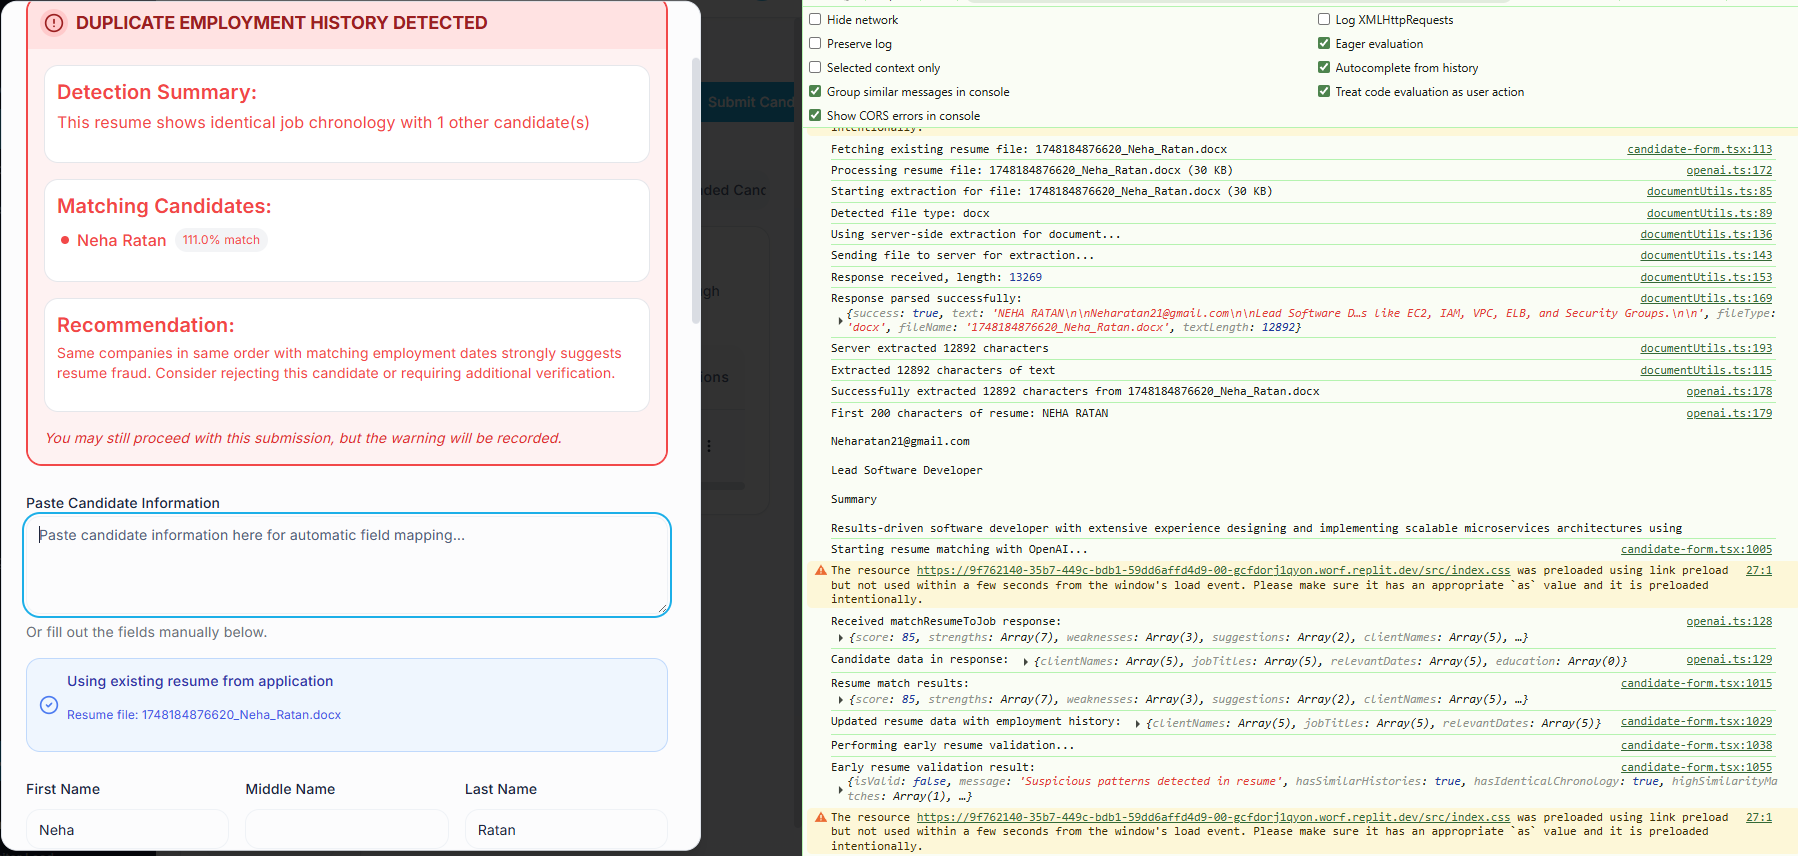 DUPLICATE EMPLOYMENT HISTORY DETECTED
Detection Summary:
This resume shows identical job chronology with 1 other candidate(s)
Matching Candidates:
Neha Ratan 111.0% match
Recommendation:
Same companies in same order with matching employment dates strongly suggests
resume fraud. Consider rejecting this candidate or requiring additional verification.
You may still proceed with this submission, but the warning will be recorded.
Paste Candidate Information
Paste candidate information here for automatic field mapping...
Or fill out the fields manually below.
Using existing resume from application
Resume file: 1748184876620_Neha_Ratan.docx
First Name
Middle Name
Last Name
Neha
Ratan
Submit Cand
ded Canc
gh
ions
Hide network
Log XMLHttpRequests
Preserve log
Eager evaluation
Selected context only
Autocomplete from history
Group similar messages in console
Treat code evaluation as user action
Show CORS errors in console
intentionally.
Fetching existing resume file: 1748184876620_Neha_Ratan.docx candidate-form.tsx:113
Processing resume file: 1748184876620_Neha_Ratan.docx (30 KB) openai.ts:172
Starting extraction for file: 1748184876620_Neha_Ratan.docx (30 KB) documentUtils.ts:85
Detected file type: docx documentUtils.ts:89
Using server-side extraction for document... documentUtils.ts:136
Sending file to server for extraction... documentUtils.ts:143
Response received, length: 13269 documentUtils.ts:153
Response parsed successfully: documentUtils.ts:169
{success: true, text: 'NEHA RATAN\n\nNeharatan21@gmail.com\n\nLead Software D…s like EC2, IAM, VPC, ELB, and Security Groups.\n\n', fileType:
'docx', fileName: '1748184876620_Neha_Ratan.docx', textLength: 12892}
Server extracted 12892 characters documentUtils.ts:193
Extracted 12892 characters of text documentUtils.ts:115
Successfully extracted 12892 characters from 1748184876620_Neha_Ratan.docx openai.ts:178
First 200 characters of resume: NEHA RATAN openai.ts:179
Neharatan21@gmail.com
Lead Software Developer
Summary
Results-driven software developer with extensive experience designing and implementing scalable microservices architectures using
Starting resume matching with OpenAI... candidate-form.tsx:1005
The resource https://9f762140-35b7-449c-bdb1-59dd6affd4d9-00-gcfdorj1qyon.worf.replit.dev/src/index.css was preloaded using link preload 27:1
but not used within a few seconds from the window's load event. Please make sure it has an appropriate `as` value and it is preloaded
intentionally.
Received matchResumeToJob response: openai.ts:128
{score: 85, strengths: Array(7), weaknesses: Array(3), suggestions: Array(2), clientNames: Array(5), …}
Candidate data in response: {clientNames: Array(5), jobTitles: Array(5), relevantDates: Array(5), education: Array(0)} openai.ts:129
Resume match results: candidate-form.tsx:1015
{score: 85, strengths: Array(7), weaknesses: Array(3), suggestions: Array(2), clientNames: Array(5), …}
Updated resume data with employment history: {clientNames: Array(5), jobTitles: Array(5), relevantDates: Array(5)} candidate-form.tsx:1029
Performing early resume validation... candidate-form.tsx:1038
Early resume validation result: candidate-form.tsx:1055
{isValid: false, message: 'Suspicious patterns detected in resume', hasSimilarHistories: true, hasIdenticalChronology: true, highSimilarityMa
tches: Array(1), …}
The resource https://9f762140-35b7-449c-bdb1-59dd6affd4d9-00-gcfdorj1qyon.worf.replit.dev/src/index.css was preloaded using link preload 27:1
but not used within a few seconds from the window's load event. Please make sure it has an appropriate `as` value and it is preloaded
intentionally.